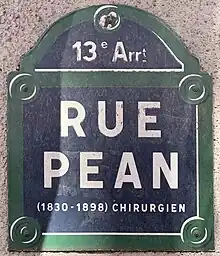 13e Arrt
RUE
PEAN
(1830-1898) CHIRURGIEN